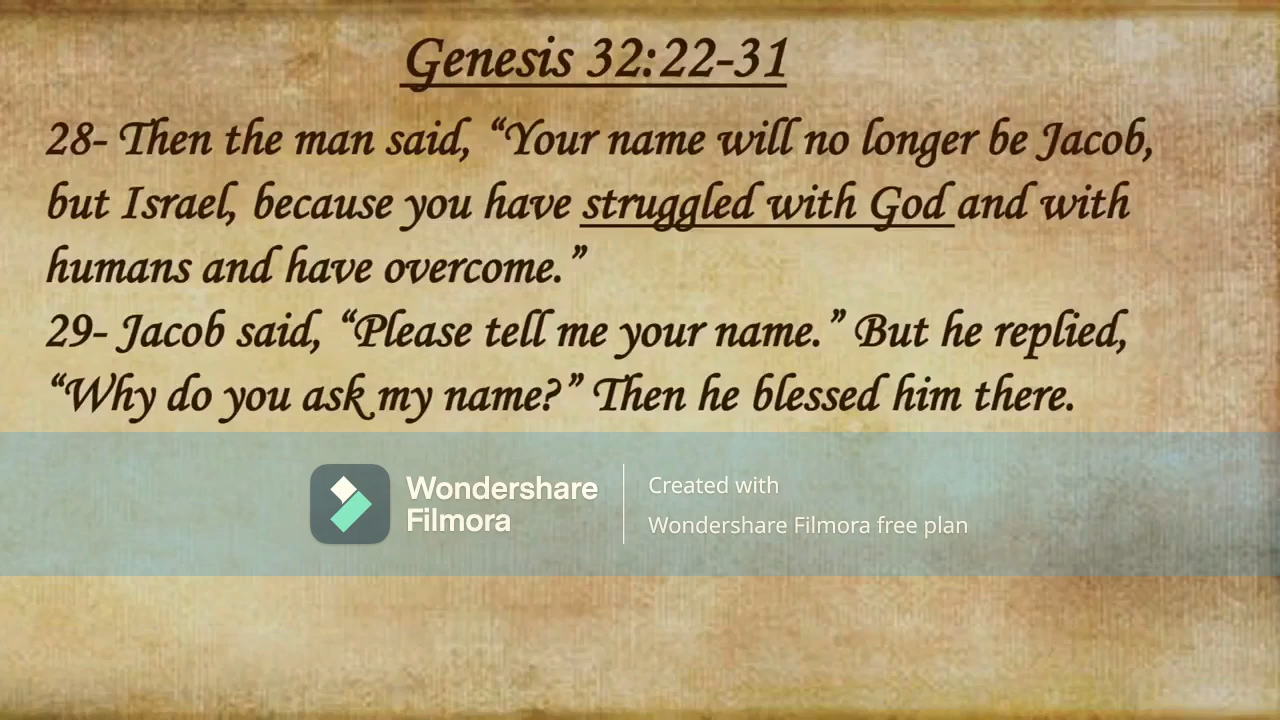 Genesis 32:22-31
28- Then the man said, “Your name will no longer be Jacob,
but Israel, because you have struggled with God and with
humans and have overcome.”
29- Jacob said, “Please tell me your name.” But he replied,
“Why do you ask my name?” Then he blessed him there.
Wondershare
Filmora
Created with
Wondershare Filmora free plan